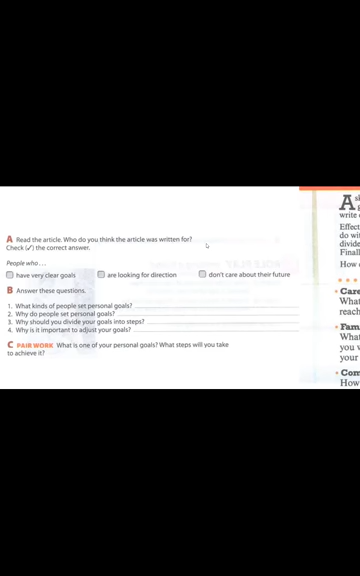 A Read the article. Who do you think the article was written for?
Check (✓) the correct answer.
People who . . .
have very clear goals
are looking for direction
don't care about their future
B Answer these questions.
1. What kinds of people set personal goals?
2. Why do people set personal goals?
3. Why should you divide your goals into steps?
4. Why is it important to adjust your goals?
C PAIR WORK What is one of your personal goals? What steps will you take
to achieve it?
A
write
Effect
do wit
divide
Finall
How
• Care
What
reach
• Fam
What
you
your
• Com
How